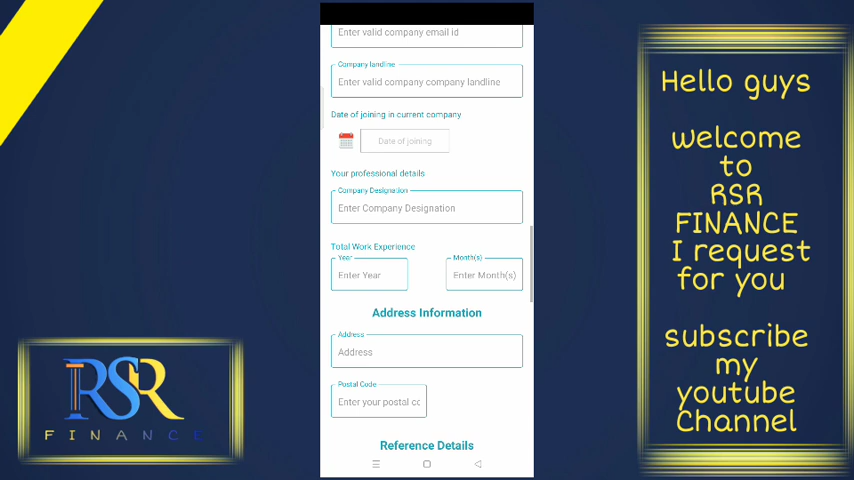 Enter valid company email id
Company landline
Enter valid company company landline
Date of joining in current company
Date of joining
Your professional details
Company Designation
Enter Company Designation
Total Work Experience
Year
Month(s)
Enter Year
Enter Month(s)
Address Information
Address
Address
Postal Code
Enter your postal cc
Reference Details
RSR
FINANCE
Hello guys
welcome
to
RSR
FINANCE
I request
for you
subscribe
my
youtube
Channel